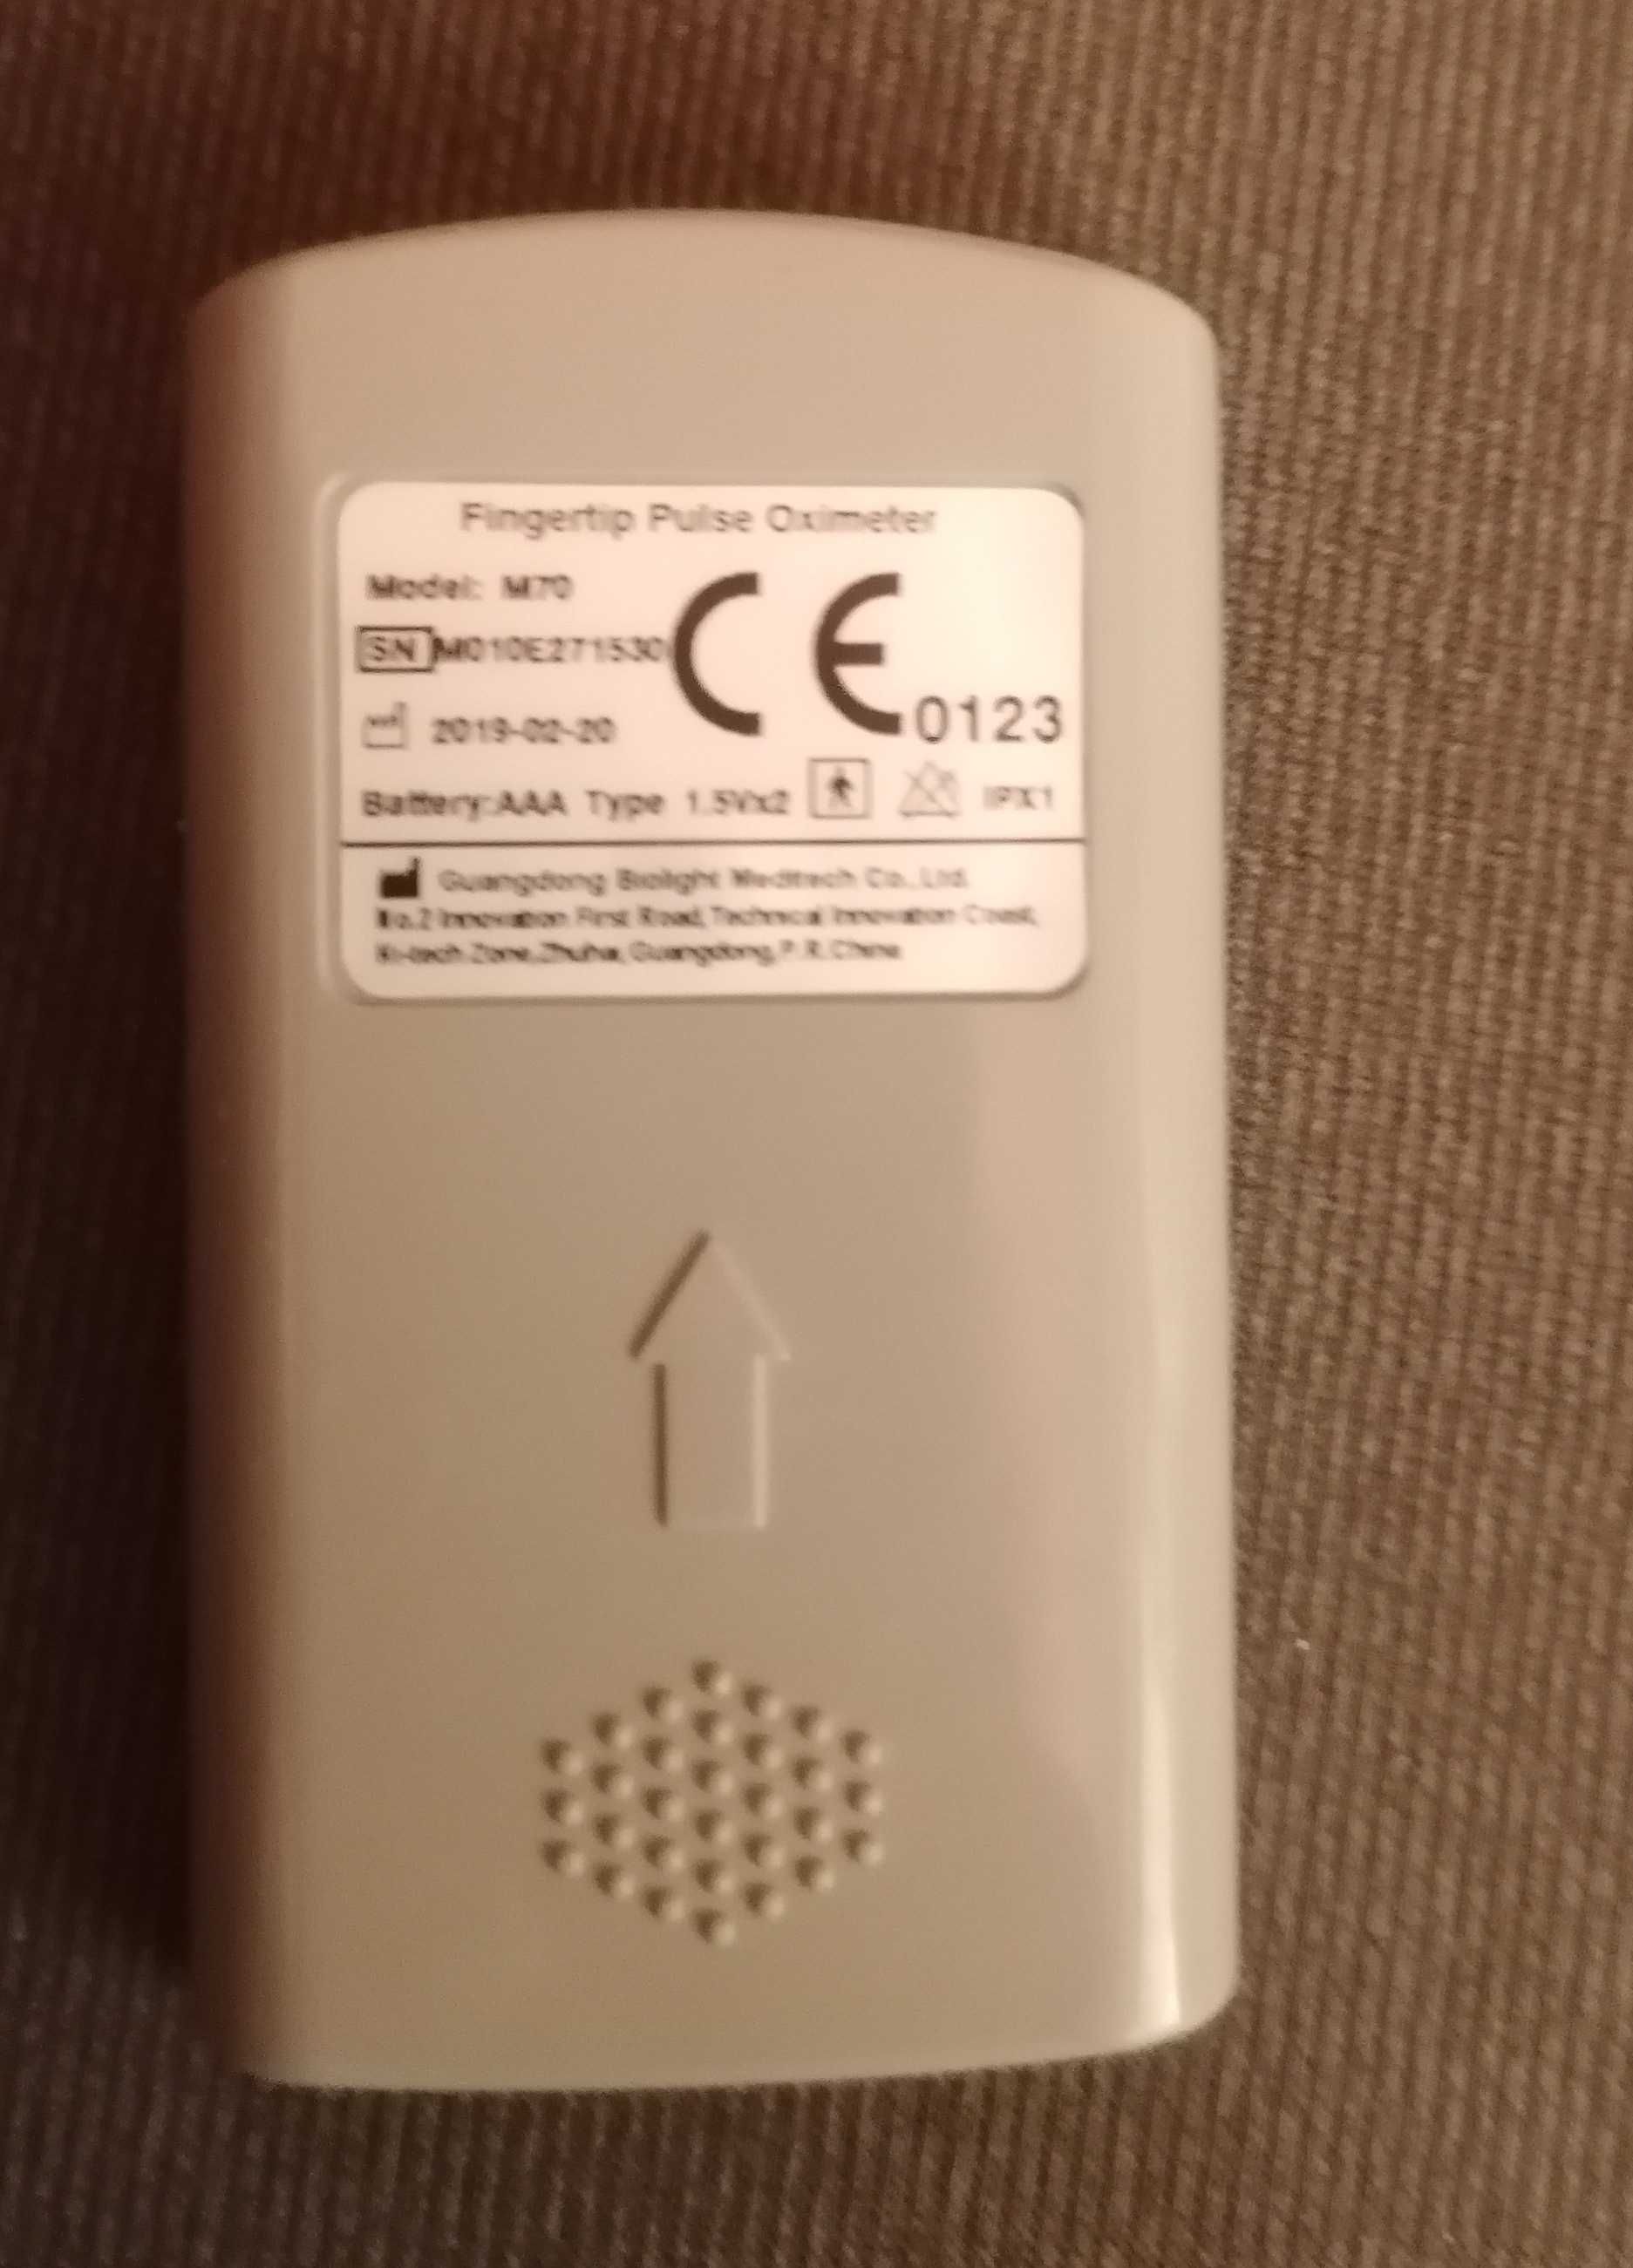 Fingertip Pulse Oximeter
Model: M70
SN M010E271530
CE 0123
2019-02-20
Battery:AAA Type 1.5Vx2 IPX1
Guangdong Biolight Meditech Co.,Ltd.
No.2 Innovation First Road,Technical Innovation Coast,
Hi-tech Zone,Zhuhai,Guangdong,P.R.China